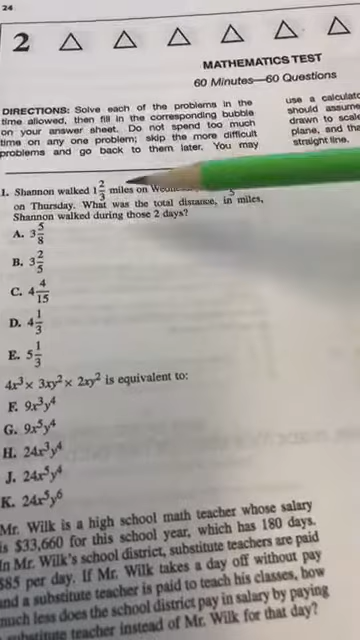 24
2
MATHEMATICS TEST
60 Minutes—60 Questions
DIRECTIONS: Solve each of the problems in the
time allowed, then fill in the corresponding bubble
on your answer sheet. Do not spend too much
time on any one problem; skip the more difficult
problems and go back to them later. You may
use a calculator
should assume
drawn to scale
plane, and the
straight line.
1. Shannon walked 1 2/3 miles on
on Thursday. What was the total distance, in miles,
Shannon walked during those 2 days?
A. 3 5/8
B. 3 2/5
C. 4 4/15
D. 4 1/3
E. 5 1/3
4x³ × 3xy² × 2xy² is equivalent to:
F. 9x³y⁴
G. 9x⁵y⁴
H. 24x³y⁴
J. 24x⁵y⁴
K. 24x⁵y⁶
Mr. Wilk is a high school math teacher whose salary
is $33,660 for this school year, which has 180 days.
In Mr. Wilk's school district, substitute teachers are paid
$85 per day. If Mr. Wilk takes a day off without pay
and a substitute teacher is paid to teach his classes, how
much less does the school district pay in salary by paying
substitute teacher instead of Mr. Wilk for that day?